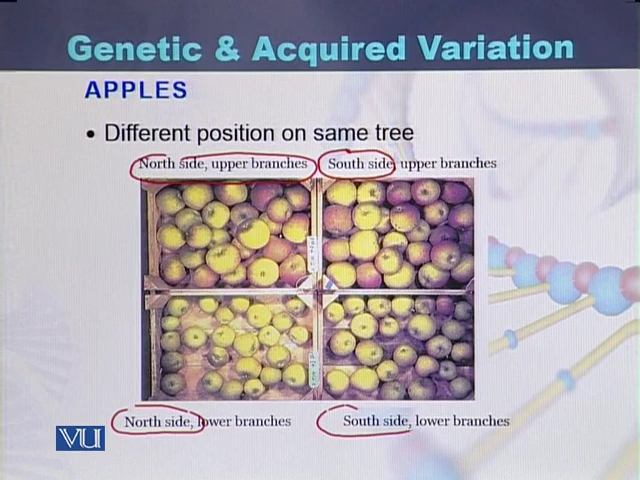 Genetic & Acquired Variation
APPLES
• Different position on same tree
North side, upper branches
South side, upper branches
North side, lower branches
South side, lower branches
VU